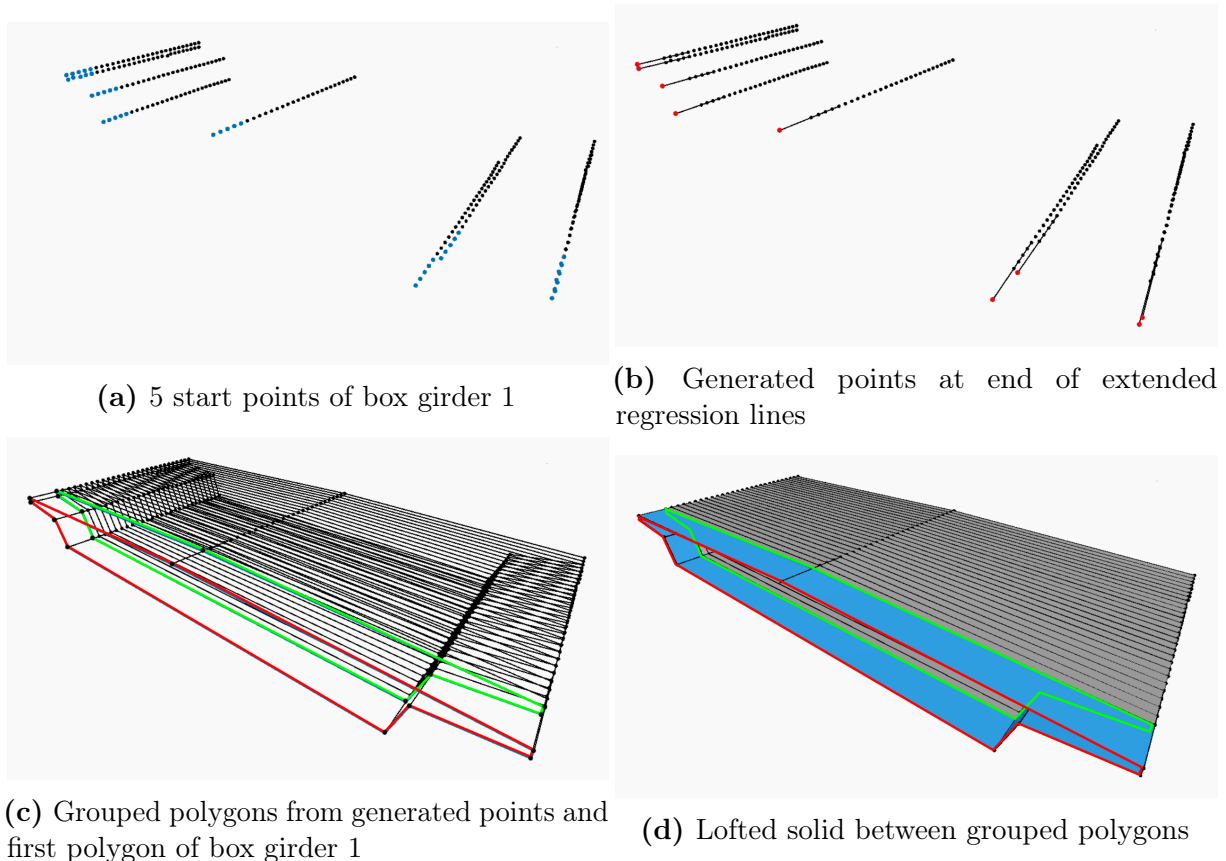 (a) 5 start points of box girder 1
(b) Generated points at end of extended
regression lines
(c) Grouped polygons from generated points and
first polygon of box girder 1
(d) Lofted solid between grouped polygons